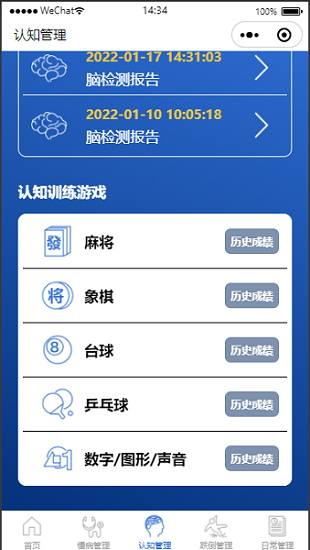 WeChat
14:34
100%
认知管理
2022-01-17 14:31:03
脑检测报告
2022-01-10 10:05:18
脑检测报告
认知训练游戏
發
麻将
历史成绩
将
象棋
历史成绩
8
台球
历史成绩
乒乓球
历史成绩
数字/图形/声音
历史成绩
首页
慢病管理
认知管理
跌倒管理
日常管理